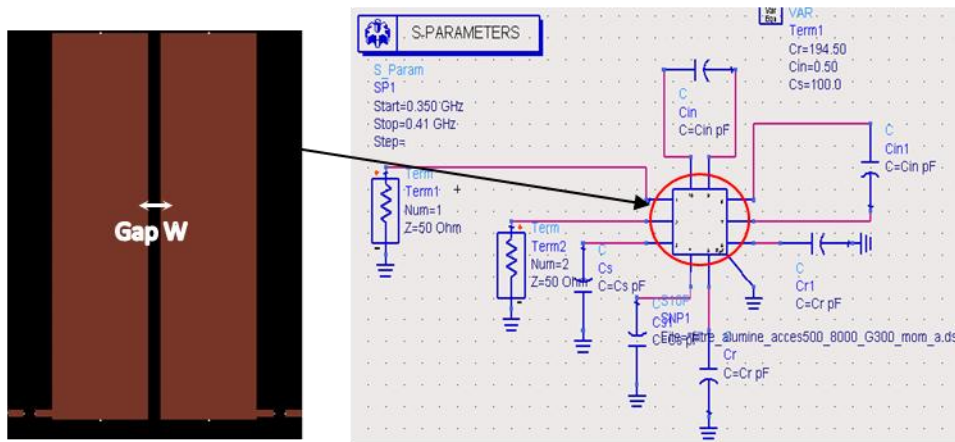 Gap W
S-PARAMETERS
S_Param
SP1
Start=0.350 GHz
Stop=0.41 GHz
Step=
VAR
Term1
Cr=194.50
Cin=0.50
Cs=100.0
C
Cin
C=Cin pF
C
Cin1
C=Cin pF
Term
Term1
Num=1
Z=50 Ohm
Term
Term2
Num=2
Z=50 Ohm
C
Cs
C=Cs pF
C
Cr1
C=Cr pF
SNP1
Cr
C=Cr pF